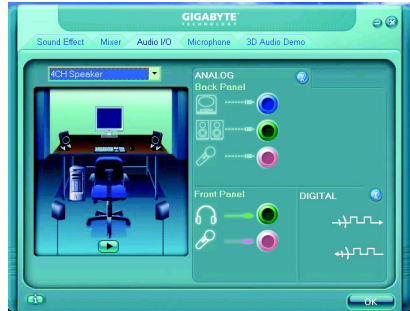 GIGABYTE
TECHNOLOGY
Sound Effect Mixer Audio I/O Microphone 3D Audio Demo
4CH Speaker
ANALOG
Back Panel
Front Panel
DIGITAL
OK